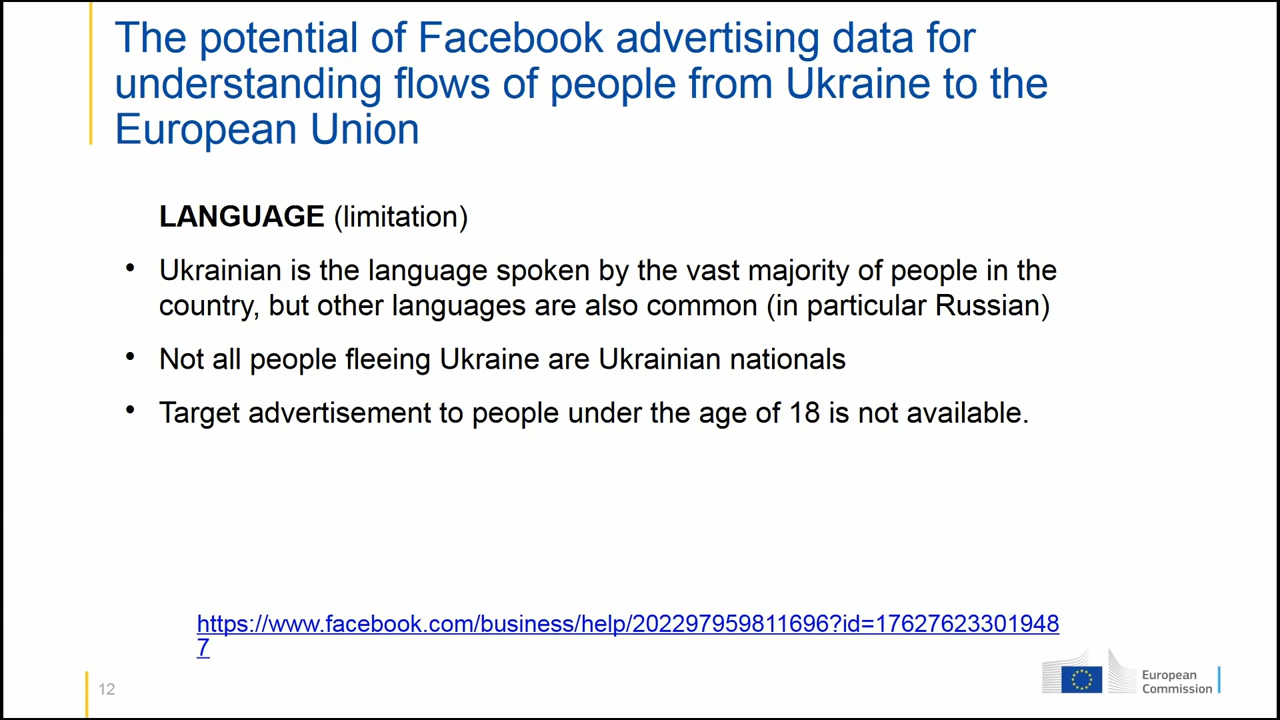 The potential of Facebook advertising data for
understanding flows of people from Ukraine to the
European Union
LANGUAGE (limitation)
• Ukrainian is the language spoken by the vast majority of people in the
country, but other languages are also common (in particular Russian)
• Not all people fleeing Ukraine are Ukrainian nationals
• Target advertisement to people under the age of 18 is not available.
https://www.facebook.com/business/help/202297959811696?id=17627623301948
7
12
European
Commission